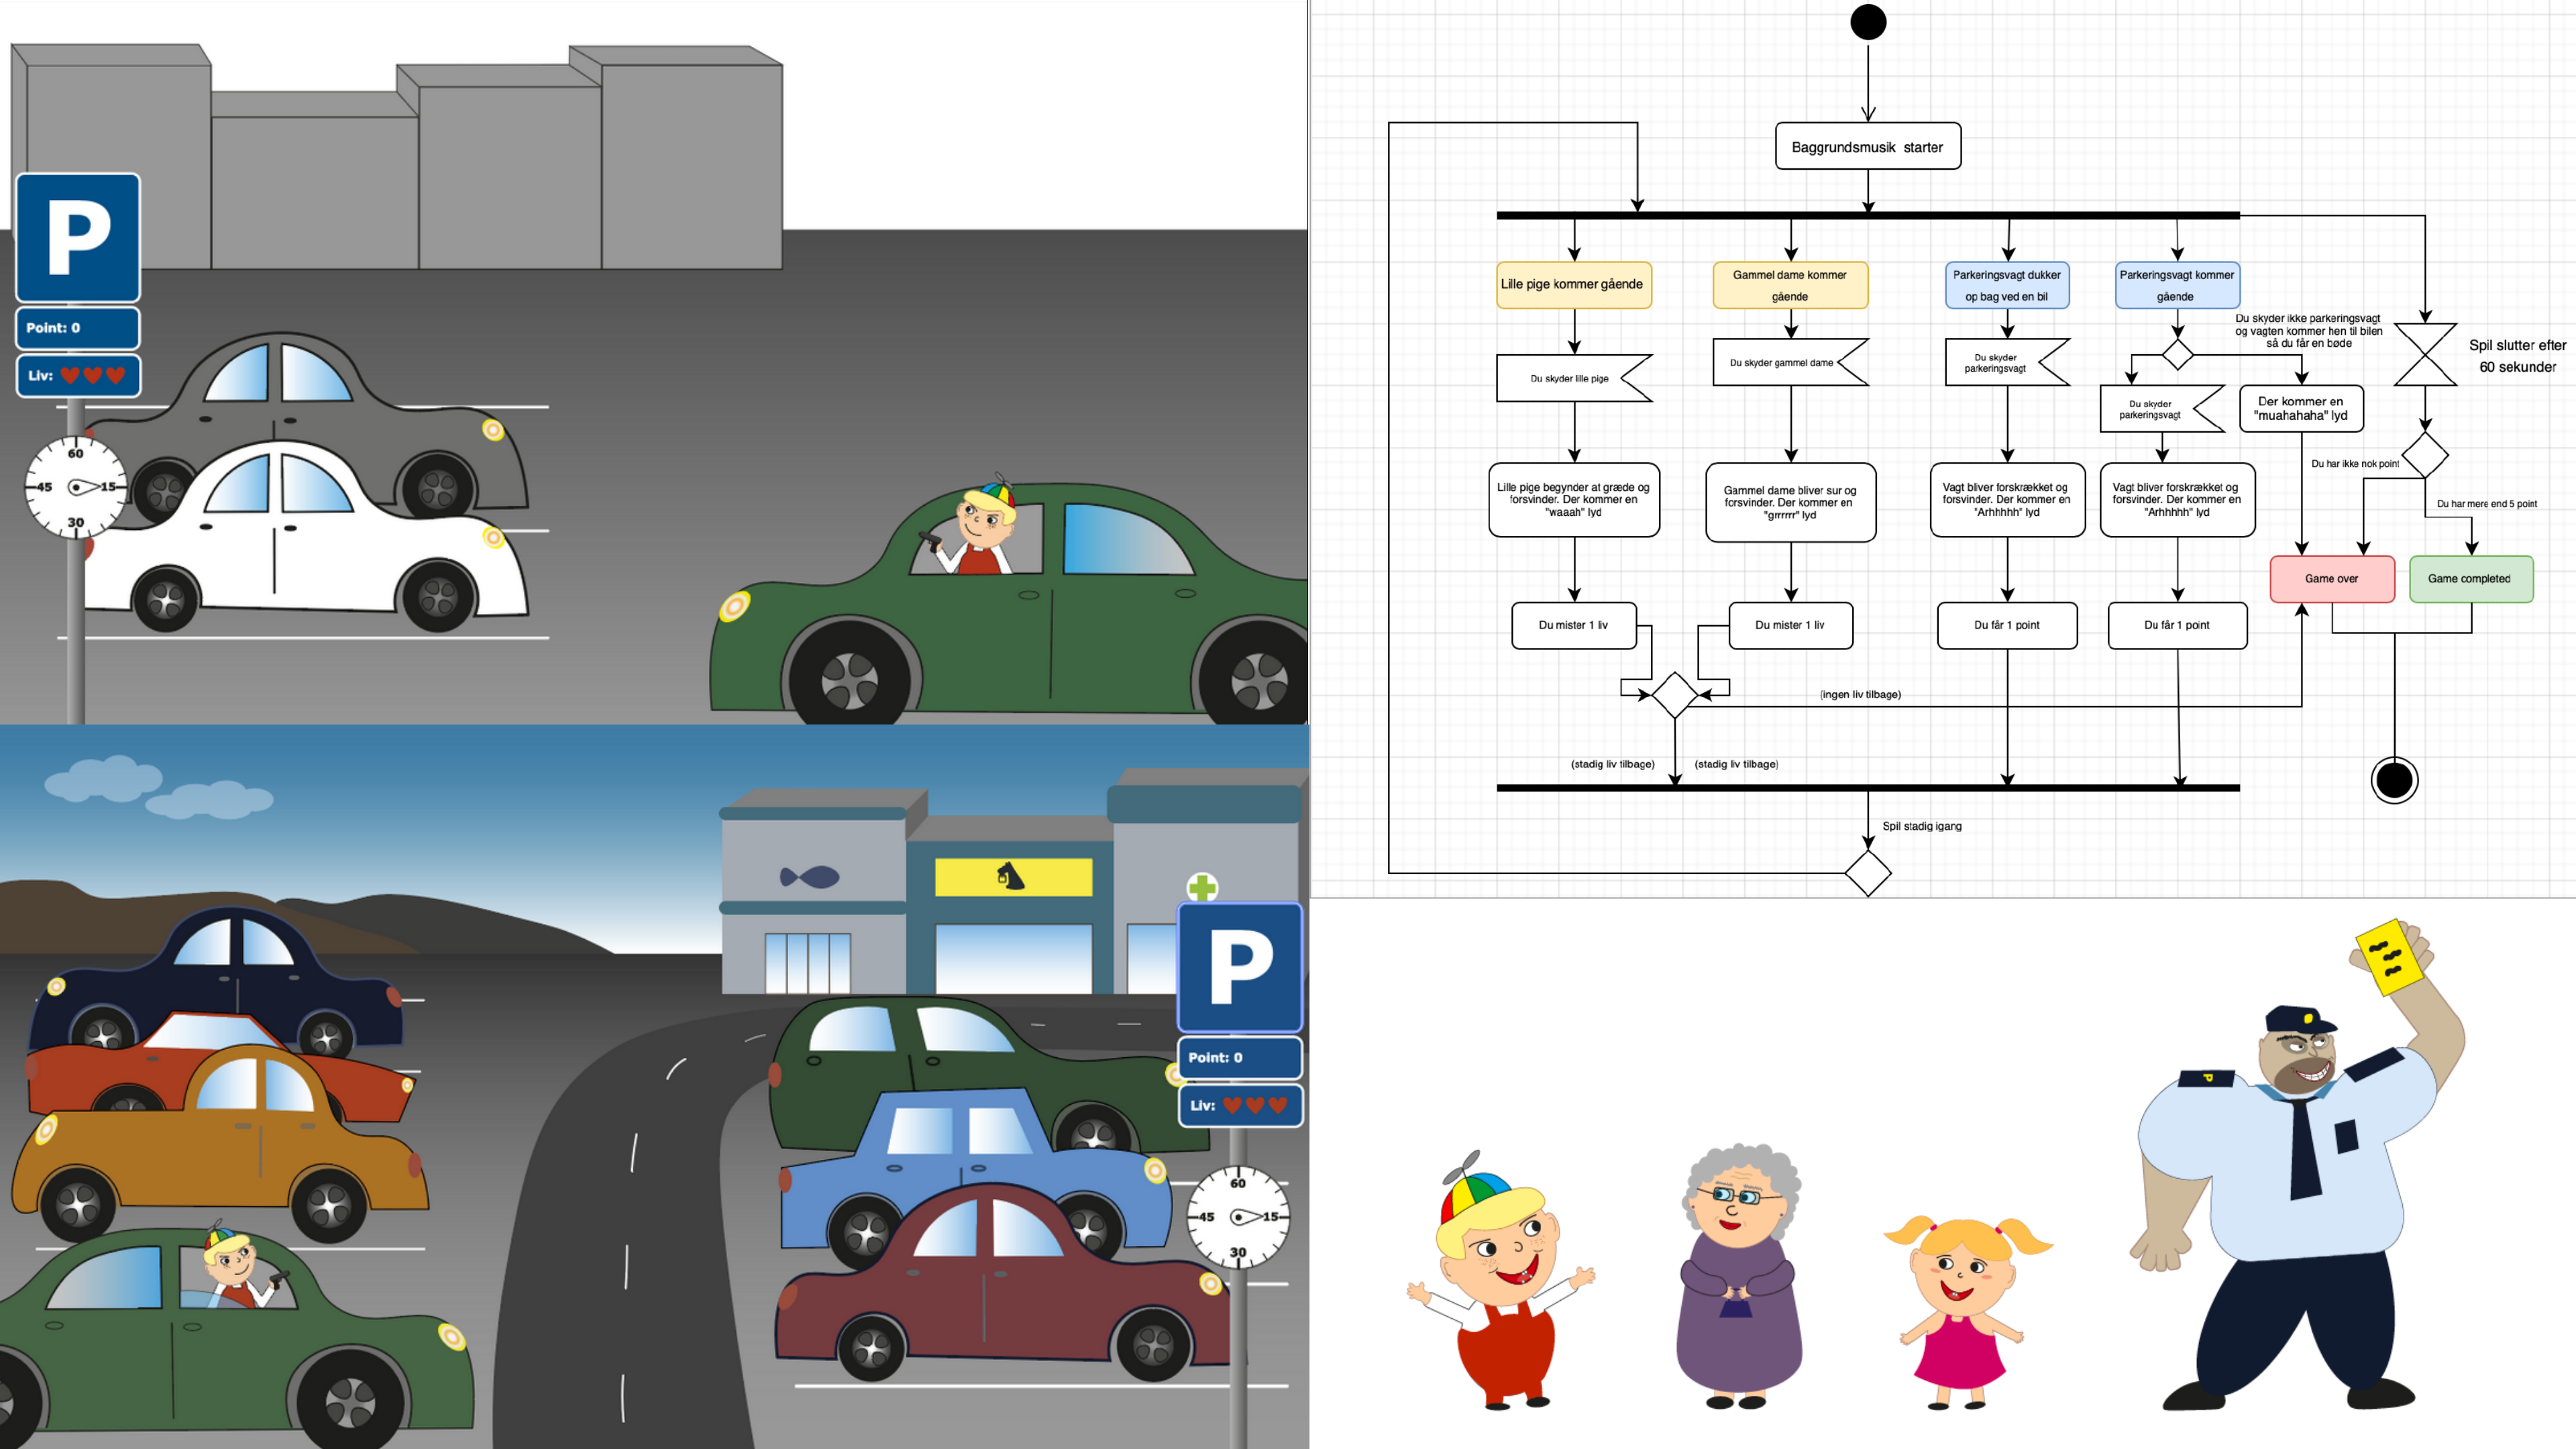 P
Point: 0
Liv:
60
45
15
30
P
Point: 0
Liv:
60
45
15
30
Baggrundsmusik starter
Lille pige kommer gående
Gammel dame kommer
gående
Parkeringsvagt dukker
op bag ved en bil
Parkeringsvagt kommer
gående
Du skyder ikke parkeringsvagt
og vagten kommer hen til bilen
så du får en bøde
Spil slutter efter
60 sekunder
Du skyder lille pige
Du skyder gammel dame
Du skyder
parkeringsvagt
Du skyder
parkeringsvagt
Der kommer en
"muahahaha" lyd
Du har ikke nok point
Du har mere end 5 point
Lille pige begynder at græde og
forsvinder. Der kommer en
"waaah" lyd
Gammel dame bliver sur og
forsvinder. Der kommer en
"grrrrrr" lyd
Vagt bliver forskrækket og
forsvinder. Der kommer en
"Arhhhhh" lyd
Vagt bliver forskrækket og
forsvinder. Der kommer en
"Arhhhhh" lyd
Game over
Game completed
Du mister 1 liv
Du mister 1 liv
Du får 1 point
Du får 1 point
(ingen liv tilbage)
(stadig liv tilbage)
(stadig liv tilbage)
Spil stadig igang
P